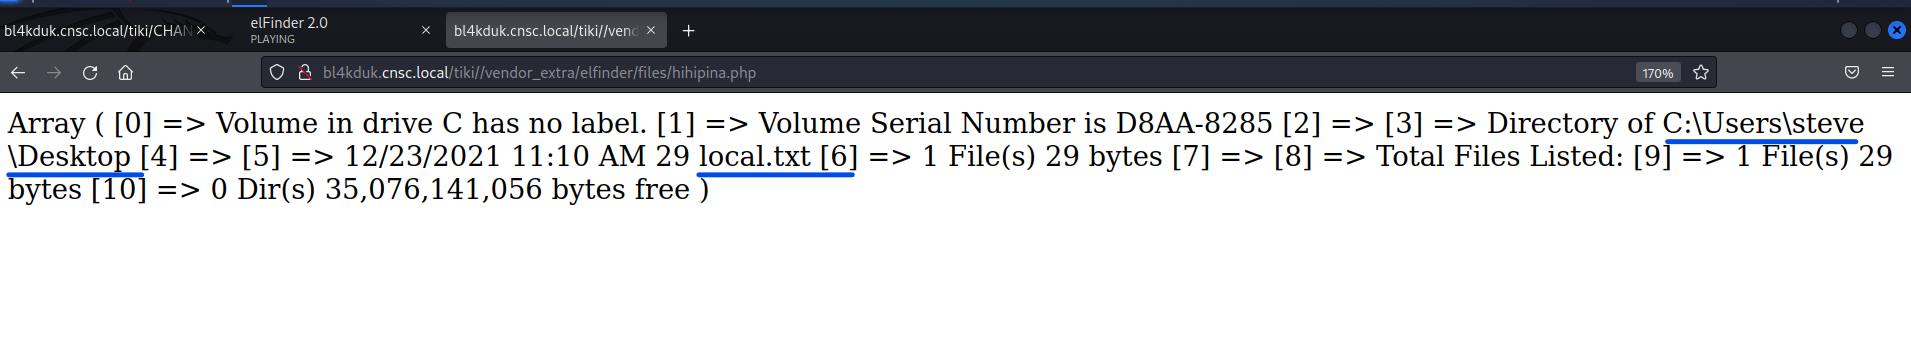 bl4kduk.cnsc.local/tiki/CHAN
elFinder 2.0
PLAYING
bl4kduk.cnsc.local/tiki//vend
bl4kduk.cnsc.local/tiki//vendor_extra/elfinder/files/hihipina.php
170%
Array ( [0] => Volume in drive C has no label. [1] => Volume Serial Number is D8AA-8285 [2] => [3] => Directory of C:\Users\steve
\Desktop [4] => [5] => 12/23/2021 11:10 AM 29 local.txt [6] => 1 File(s) 29 bytes [7] => [8] => Total Files Listed: [9] => 1 File(s) 29
bytes [10] => 0 Dir(s) 35,076,141,056 bytes free )